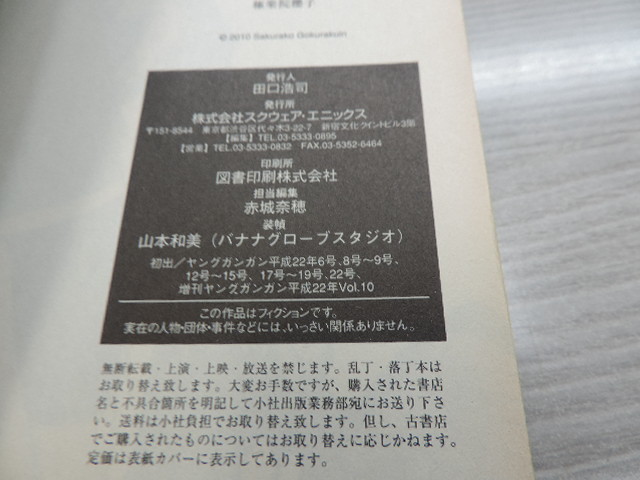 極楽院櫻子
© 2010 Sakurako Gokurakuin
発行人
田口浩司
発行所
株式会社スクウェア・エニックス
〒151-8544 東京都渋谷区代々木3-22-7 新宿文化クイントビル3階
【編集】TEL.03-5333-0895
【営業】TEL.03-5333-0832 FAX.03-5352-6464
印刷所
図書印刷株式会社
担当編集
赤城奈穂
装幀
山本和美（バナナグローブスタジオ）
初出／ヤングガンガン平成22年6号、8号〜9号、
12号〜15号、17号〜19号、22号、
増刊ヤングガンガン平成22年Vol.10
この作品はフィクションです。
実在の人物・団体・事件などには、いっさい関係ありません。
無断転載・上演・上映・放送を禁じます。乱丁・落丁本は
お取り替え致します。大変お手数ですが、購入された書店
名と不具合箇所を明記して小社出版業務部宛にお送り下さ
い。送料は小社負担でお取り替え致します。但し、古書店
でご購入されたものについてはお取り替えに応じかねます。
定価は表紙カバーに表示してあります。